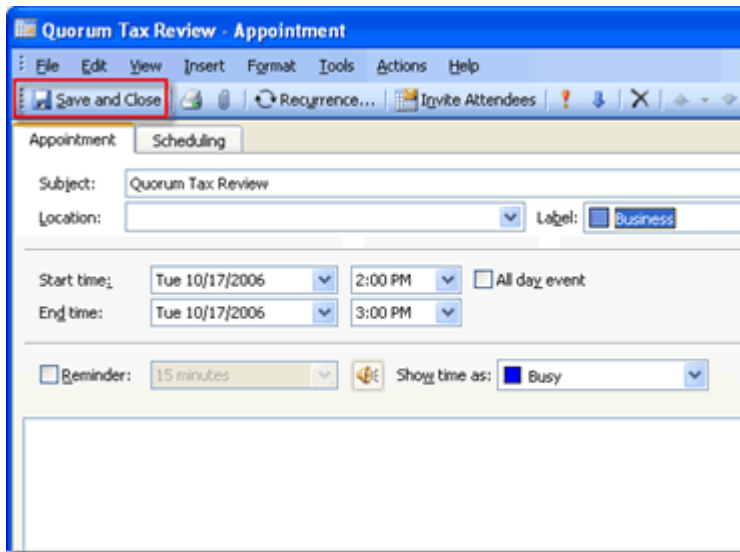 Quorum Tax Review - Appointment
File Edit View Insert Format Tools Actions Help
Save and Close Recurrence... Invite Attendees
Appointment Scheduling
Subject: Quorum Tax Review
Location: Label: Business
Start time: Tue 10/17/2006 2:00 PM All day event
End time: Tue 10/17/2006 3:00 PM
Reminder: 15 minutes Show time as: Busy